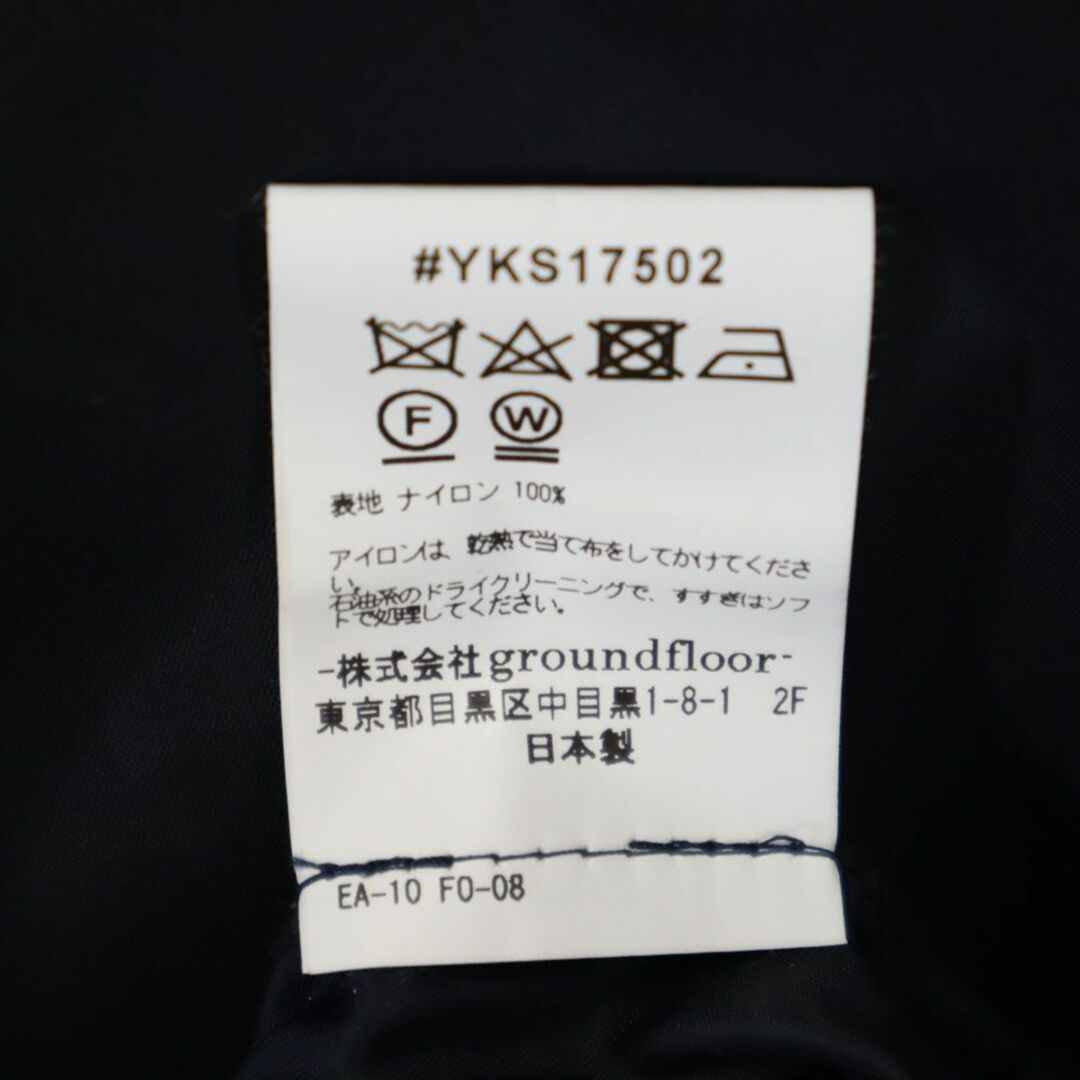 #YKS17502
F W
表地 ナイロン 100%
アイロンは、乾熱で当て布をしてかけてくださ
い。
石油系のドライクリーニングで、すすぎはソフ
トで処理してください。
-株式会社groundfloor-
東京都目黒区中目黒1-8-1 2F
日本製
EA-10 FO-08